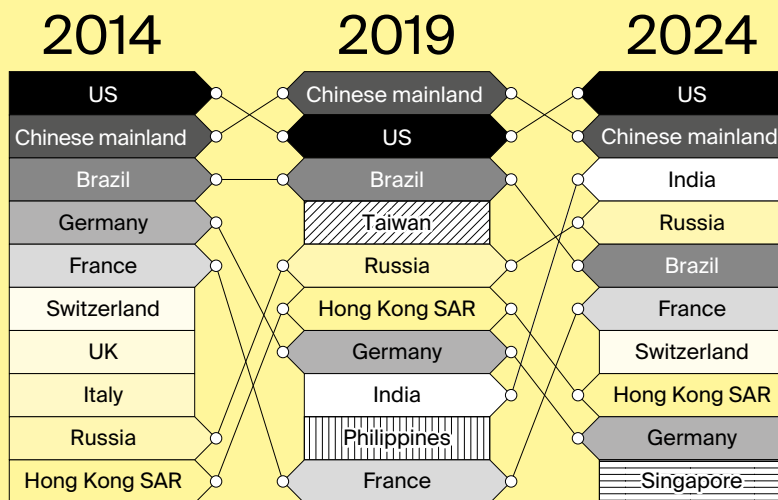 2014
2019
2024
US
Chinese mainland
Brazil
Germany
France
Switzerland
UK
Italy
Russia
Hong Kong SAR
Chinese mainland
US
Brazil
Taiwan
Russia
Hong Kong SAR
Germany
India
Philippines
France
US
Chinese mainland
India
Russia
Brazil
France
Switzerland
Hong Kong SAR
Germany
Singapore